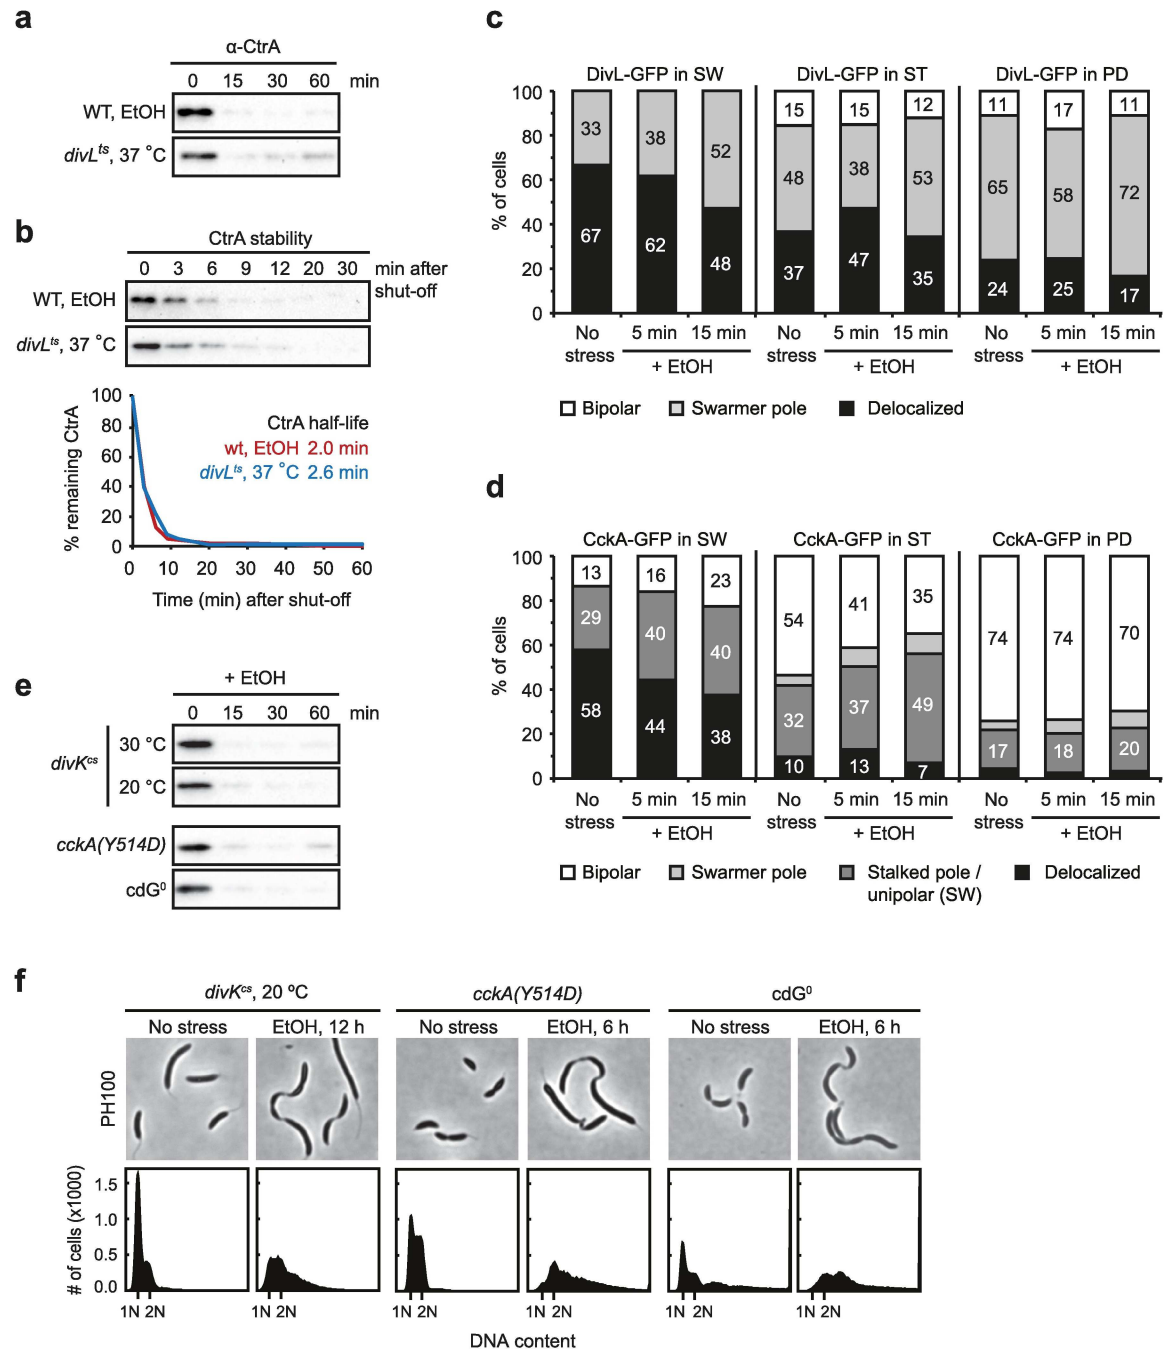 a
α-CtrA
0 15 30 60 min
WT, EtOH
divLᵗˢ, 37 °C
b
CtrA stability
0 3 6 9 12 20 30 min after
shut-off
WT, EtOH
divLᵗˢ, 37 °C
% remaining CtrA
100
80
60
40
20
0
CtrA half-life
wt, EtOH 2.0 min
divLᵗˢ, 37 °C 2.6 min
0 10 20 30 40 50 60
Time (min) after shut-off
c
DivL-GFP in SW DivL-GFP in ST DivL-GFP in PD
% of cells
100
80
60
40
20
0
33 38 52 15 15 12 11 17 11
48 38 53 65 58 72
67 62 48 37 47 35 24 25 17
No 5 min 15 min No 5 min 15 min No 5 min 15 min
stress + EtOH stress + EtOH stress + EtOH
Bipolar Swarmer pole Delocalized
d
CckA-GFP in SW CckA-GFP in ST CckA-GFP in PD
% of cells
100
80
60
40
20
0
13 16 23 54 41 35 74 74 70
29 40 40 32 37 49 17 18 20
58 44 38 10 13 7
No 5 min 15 min No 5 min 15 min No 5 min 15 min
stress + EtOH stress + EtOH stress + EtOH
Bipolar Swarmer pole Stalked pole / Delocalized
unipolar (SW)
e
+ EtOH
0 15 30 60 min
divKᶜˢ
30 °C
20 °C
cckA(Y514D)
cdG⁰
f
divKᶜˢ, 20 ºC cckA(Y514D) cdG⁰
No stress EtOH, 12 h No stress EtOH, 6 h No stress EtOH, 6 h
PH100
# of cells (x1000)
1.5
1.0
0.5
0.0
1N 2N 1N 2N 1N 2N 1N 2N 1N 2N 1N 2N
DNA content